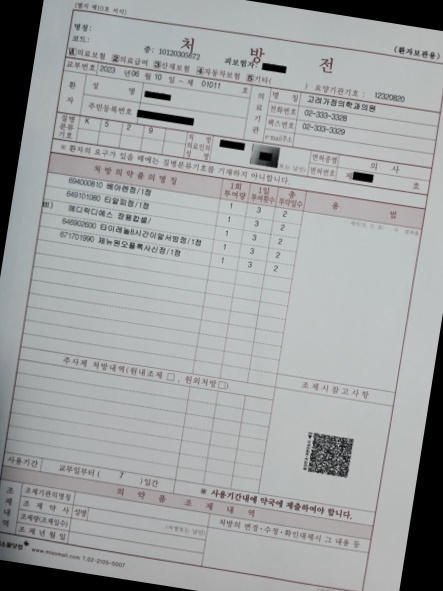 (별지 제10호 서식)
(환자보관용)
처 방 전
명칭:
코드: 증: 10120305672 피보험자:
1의료보험 2의료급여 3산재보험 4자동차보험 5기타( ) 요양기관기호 : 12320820
교부번호 2023 년 06 월 10 일 - 제 01011 호
환자
성 명
주민등록번호
의료기관
명 칭 고려가정의학과의원
전화번호 02-333-3328
팩스번호 02-333-3329
e-mail주소
질병분류기호 K 5 2 9
처방의료인의성명
면허종별 의 사
면허번호 제 호
※ 환자의 요구가 있을 때에는 질병분류기호를 기재하지 아니합니다.
처방의약품의명칭 1회투여량 1일투여횟수 총투약일수 용 법
694000810 베아렌정/1정 1 3 2
649101080 티알피정/1정 1 3 2
비) 메디락디에스 장용캅셀/ 1 3 2
646902600 타이레놀8시간이알서방정/1정 1 3 2
671701990 제뉴원오플록사신정/1정 1 3 2
주사제 처방내역(원내조제 □, 원외처방 □) 조제시참고사항
사용기간 교부일부터 ( 7 )일간 ※ 사용기간내에 약국에 제출하여야 합니다.
의 약 품 조 제 내 역
조제내역
조제기관의명칭 처방의 변경·수정·확인대체시 그 내용 등
조제약사 성명
조제량(조제일수)
조제년월일
www.misomall.com T.02-2105-5007